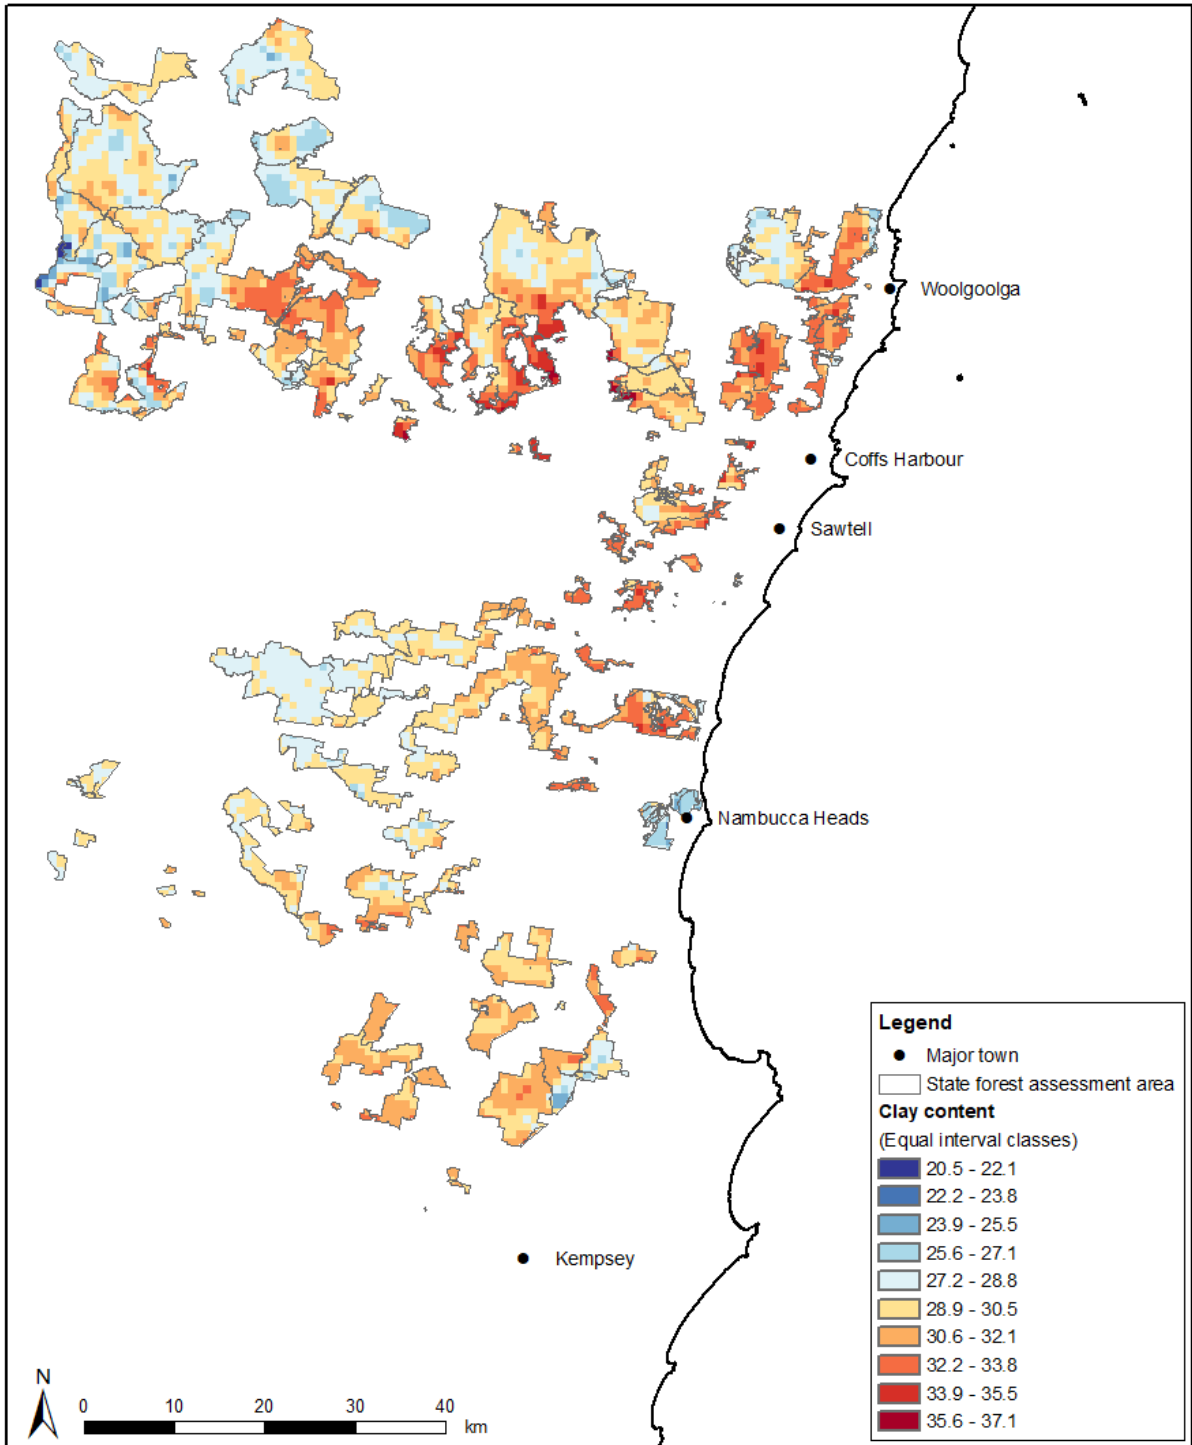 Woolgoolga
Coffs Harbour
Sawtell
Nambucca Heads
Kempsey
Legend
Major town
State forest assessment area
Clay content
(Equal interval classes)
20.5 - 22.1
22.2 - 23.8
23.9 - 25.5
25.6 - 27.1
27.2 - 28.8
28.9 - 30.5
30.6 - 32.1
32.2 - 33.8
33.9 - 35.5
35.6 - 37.1
N
0 10 20 30 40
km